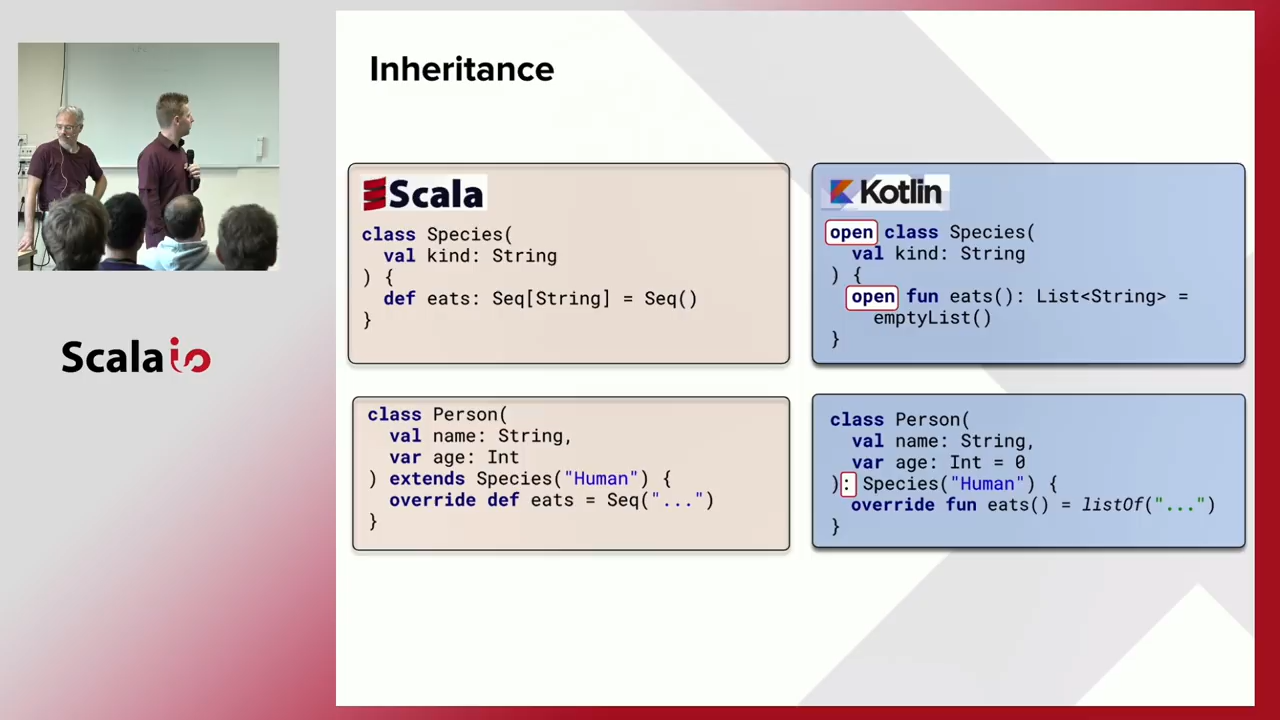 Inheritance
Scala
class Species(
val kind: String
) {
def eats: Seq[String] = Seq()
}
Kotlin
open class Species(
val kind: String
) {
open fun eats(): List<String> =
emptyList()
}
class Person(
val name: String,
var age: Int
) extends Species("Human") {
override def eats = Seq("...")
}
class Person(
val name: String,
var age: Int = 0
): Species("Human") {
override fun eats() = listOf("...")
}
Scala io